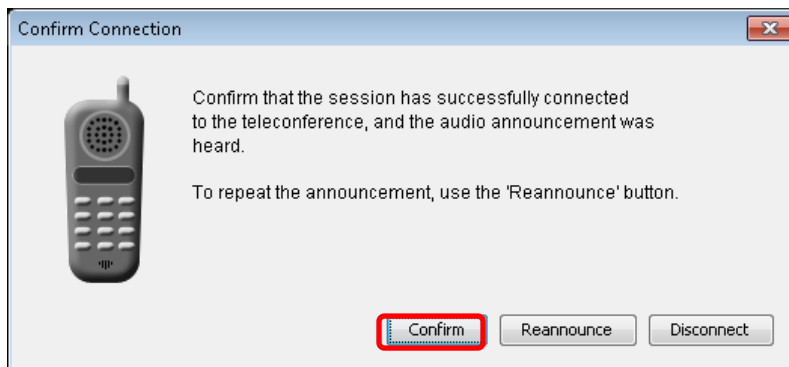 Confirm Connection
Confirm that the session has successfully connected
to the teleconference, and the audio announcement was
heard.
To repeat the announcement, use the 'Reannounce' button.
Confirm Reannounce Disconnect